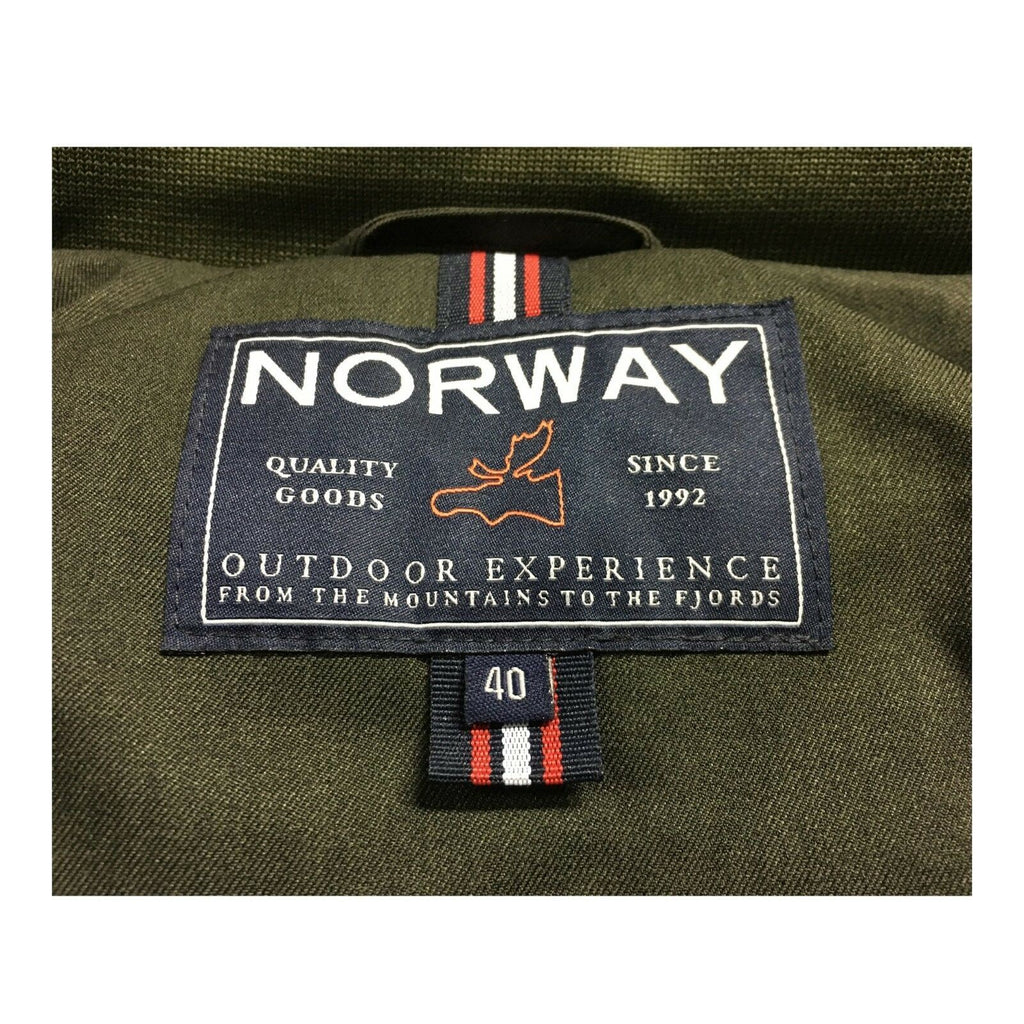 NORWAY
QUALITY
GOODS
SINCE
1992
OUTDOOR EXPERIENCE
FROM THE MOUNTAINS TO THE FJORDS
40